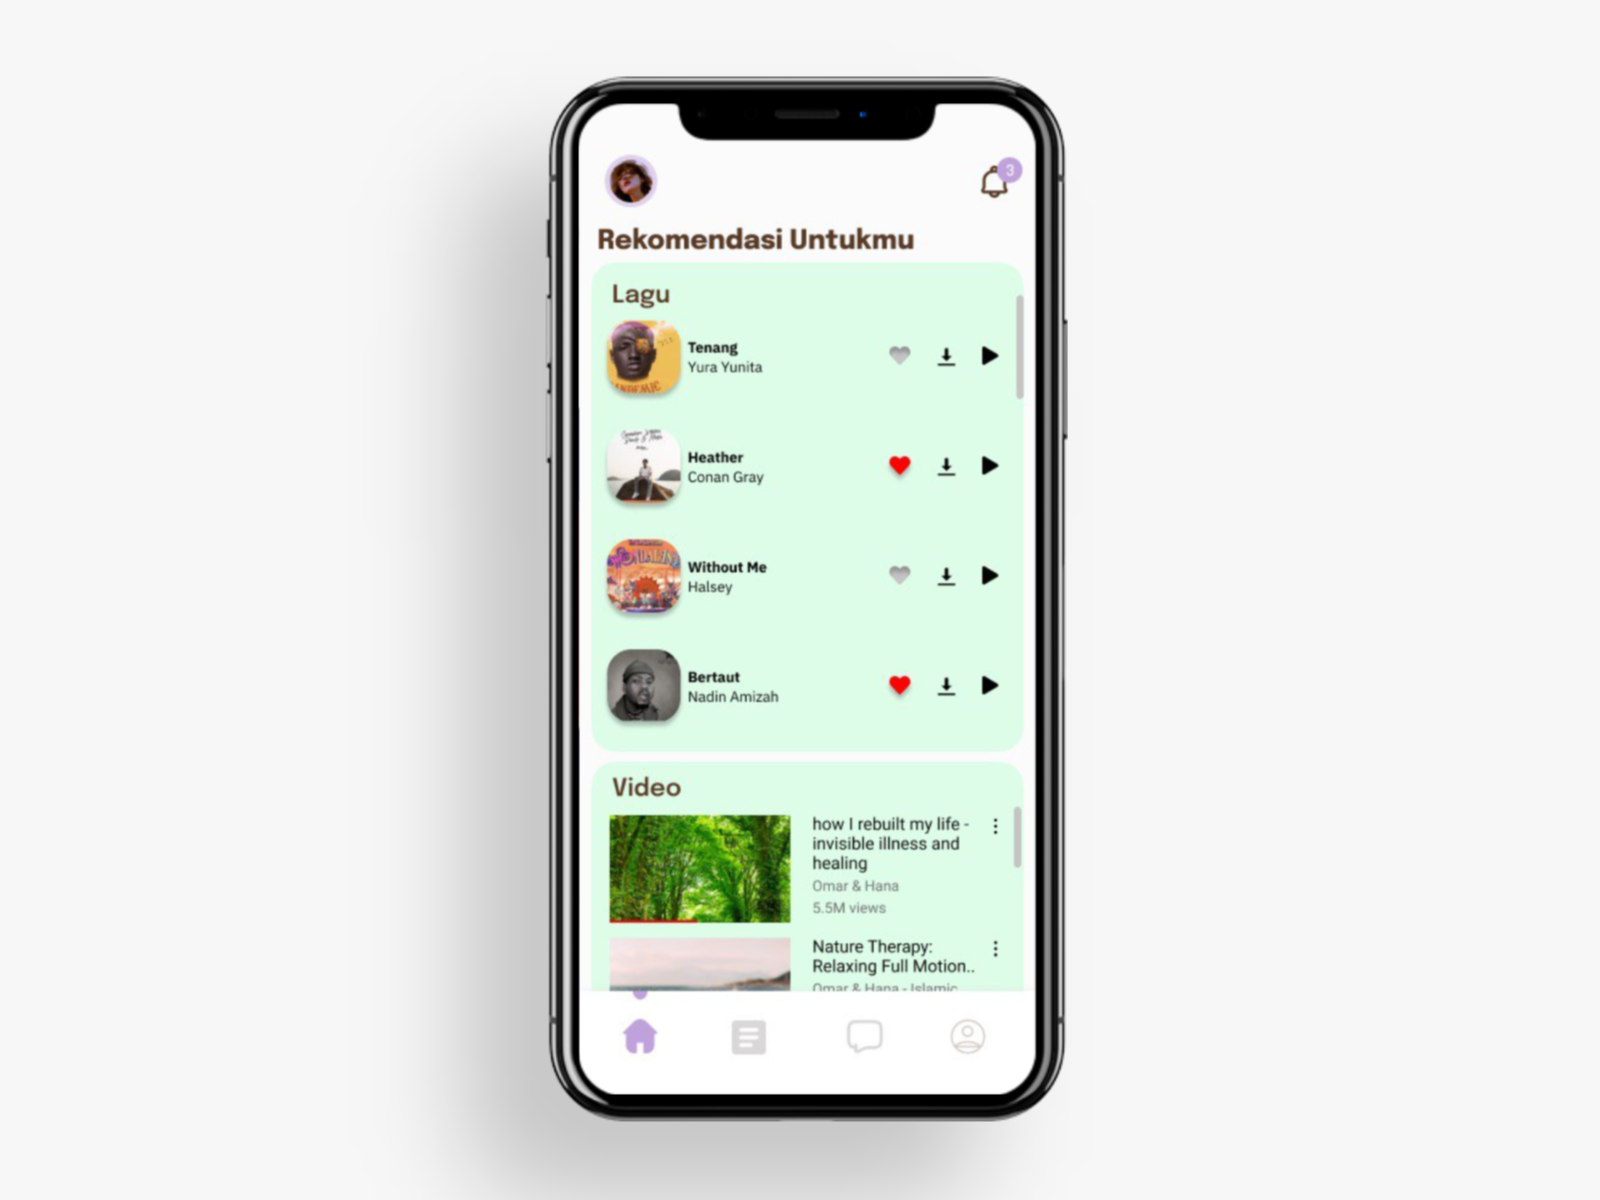 3
Rekomendasi Untukmu
Lagu
Tenang
Yura Yunita
Heather
Conan Gray
Without Me
Halsey
Bertaut
Nadin Amizah
Video
how I rebuilt my life -
invisible illness and
healing
Omar & Hana
5.5M views
Nature Therapy:
Relaxing Full Motion..
Omar & Hana - Islamic